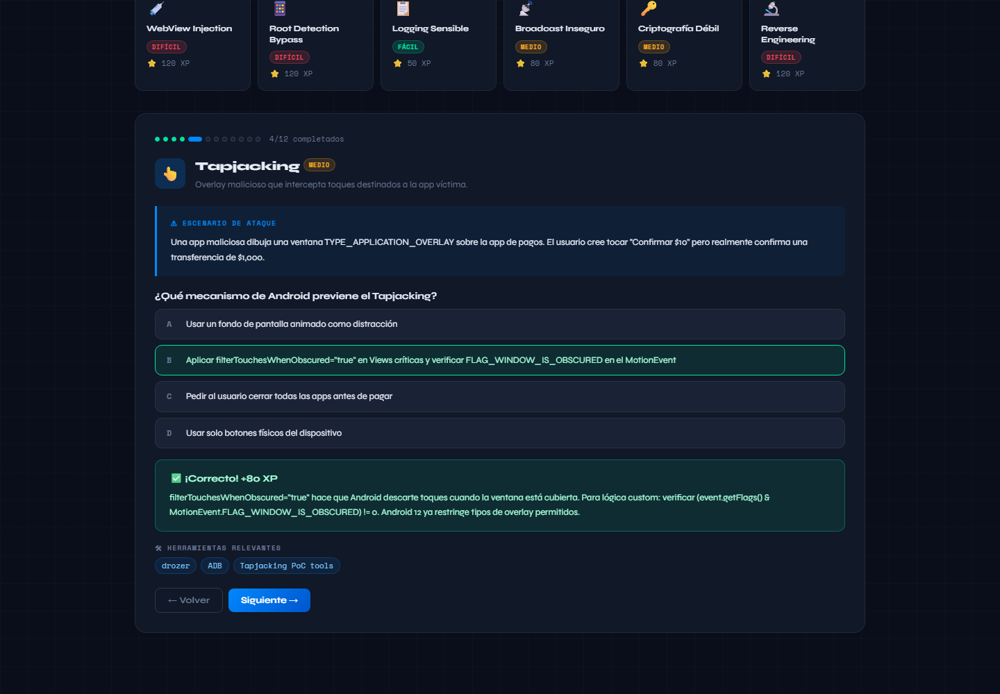 WebView Injection
DIFÍCIL
120 XP
Root Detection
Bypass
DIFÍCIL
120 XP
Logging Sensible
FÁCIL
50 XP
Broadcast Inseguro
MEDIO
80 XP
Criptografía Débil
MEDIO
80 XP
Reverse
Engineering
DIFÍCIL
120 XP
4/12 completados
Tapjacking MEDIO
Overlay malicioso que intercepta toques destinados a la app víctima.
⚠ ESCENARIO DE ATAQUE
Una app maliciosa dibuja una ventana TYPE_APPLICATION_OVERLAY sobre la app de pagos. El usuario cree tocar "Confirmar $10" pero realmente confirma una
transferencia de $1,000.
¿Qué mecanismo de Android previene el Tapjacking?
A Usar un fondo de pantalla animado como distracción
B Aplicar filterTouchesWhenObscured="true" en Views críticas y verificar FLAG_WINDOW_IS_OBSCURED en el MotionEvent
C Pedir al usuario cerrar todas las apps antes de pagar
D Usar solo botones físicos del dispositivo
✅ ¡Correcto! +80 XP
filterTouchesWhenObscured="true" hace que Android descarte toques cuando la ventana está cubierta. Para lógica custom: verificar (event.getFlags() &
MotionEvent.FLAG_WINDOW_IS_OBSCURED) != 0. Android 12 ya restringe tipos de overlay permitidos.
🛠 HERRAMIENTAS RELEVANTES
drozer ADB Tapjacking PoC tools
← Volver Siguiente →